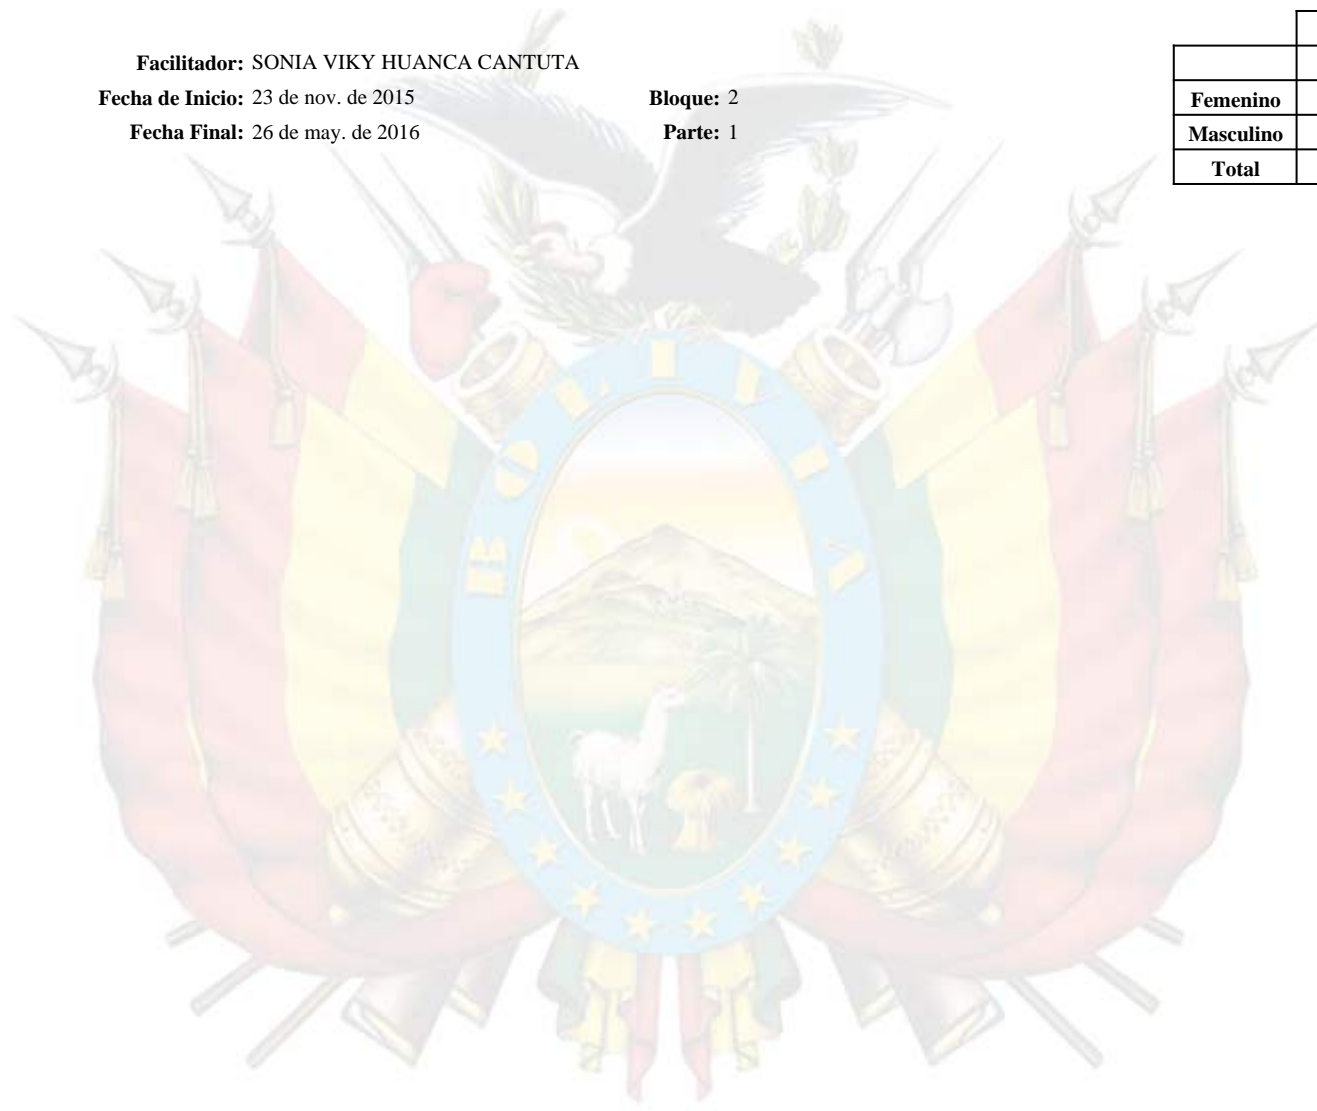 Facilitador: SONIA VIKY HUANCA CANTUTA
Fecha de Inicio: 23 de nov. de 2015 Bloque: 2
Fecha Final: 26 de may. de 2016 Parte: 1
Femenino
Masculino
Total
BOLIVIA